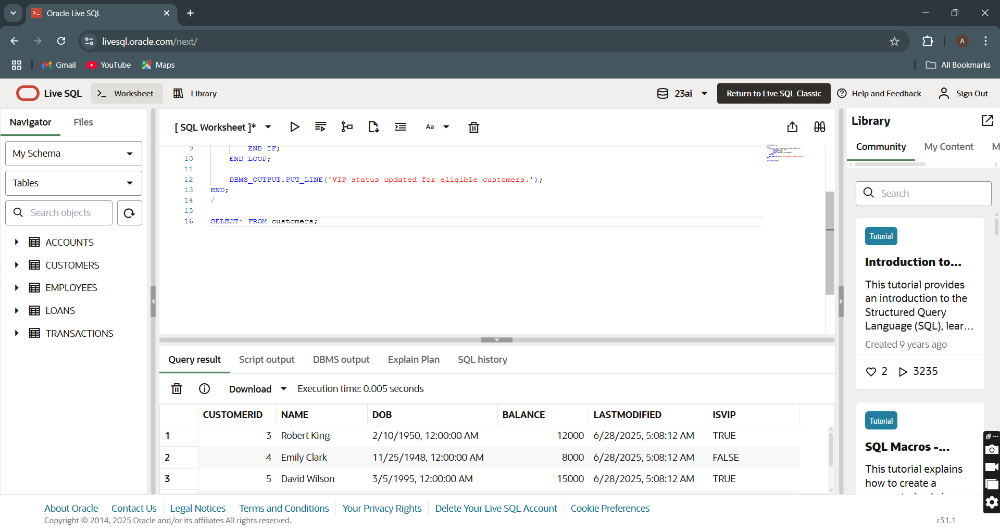 Oracle Live SQL
livesql.oracle.com/next/
A
Gmail
YouTube
Maps
All Bookmarks
Live SQL
Worksheet
Library
23ai
Return to Live SQL Classic
Help and Feedback
Sign Out
Navigator
Files
My Schema
Tables
Search objects
ACCOUNTS
CUSTOMERS
EMPLOYEES
LOANS
TRANSACTIONS
[ SQL Worksheet ]*
Aa
9 END IF;
10 END LOOP;
11
12 DBMS_OUTPUT.PUT_LINE('VIP status updated for eligible customers.');
13 END;
14 /
15
16 SELECT* FROM customers;
Query result
Script output
DBMS output
Explain Plan
SQL history
Download
Execution time: 0.005 seconds
CUSTOMERID NAME DOB BALANCE LASTMODIFIED ISVIP
1 3 Robert King 2/10/1950, 12:00:00 AM 12000 6/28/2025, 5:08:12 AM TRUE
2 4 Emily Clark 11/25/1948, 12:00:00 AM 8000 6/28/2025, 5:08:12 AM FALSE
3 5 David Wilson 3/5/1995, 12:00:00 AM 15000 6/28/2025, 5:08:12 AM TRUE
Library
Community
My Content
M
Search
Tutorial
Introduction to...
This tutorial provides
an introduction to the
Structured Query
Language (SQL), lear...
Created 9 years ago
2 3235
Tutorial
SQL Macros -...
This tutorial explains
how to create a
About Oracle
Contact Us
Legal Notices
Terms and Conditions
Your Privacy Rights
Delete Your Live SQL Account
Cookie Preferences
Copyright © 2014, 2025 Oracle and/or its affiliates All rights reserved.
r31.1